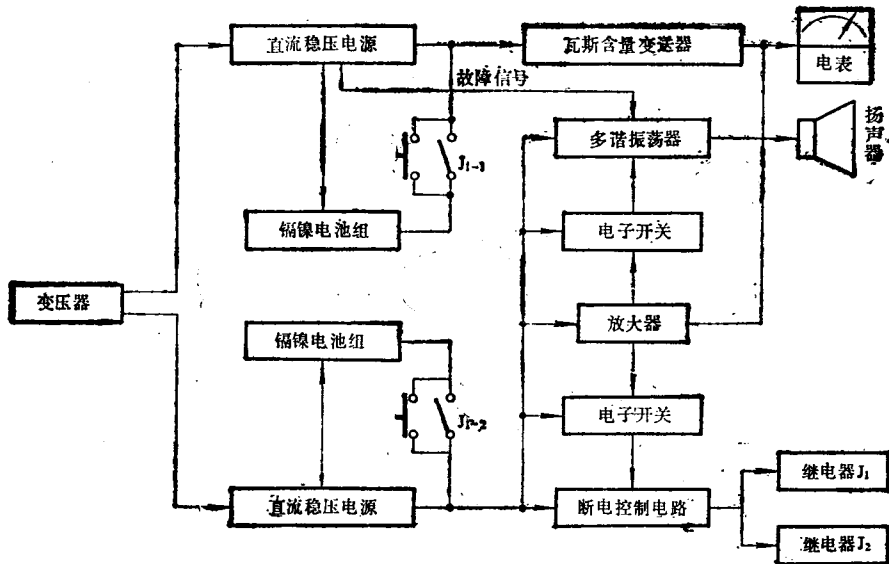 直流稳压电源
瓦斯含量变送器
电表
故障信号
多谐振荡器
扬声器
J₁₋₁
镉镍电池组
电子开关
变压器
放大器
镉镍电池组
J₁₋₂
电子开关
直流稳压电源
断电控制电路
继电器J₁
继电器J₂